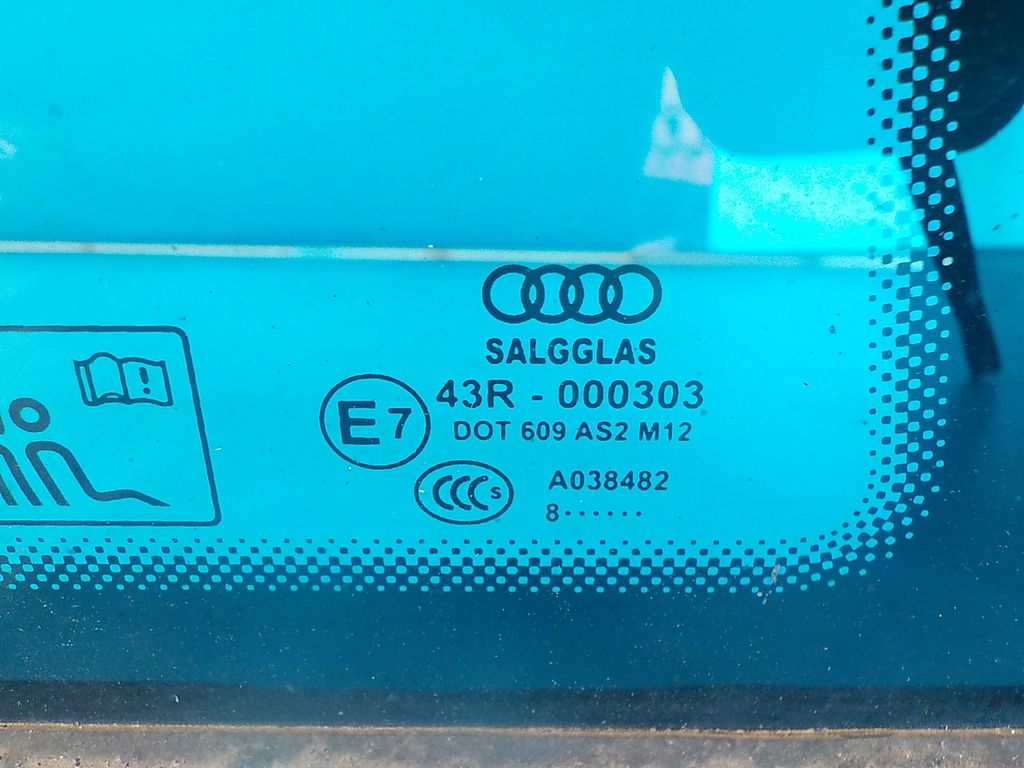 SALGGLAS
43R - 000303
E7
DOT 609 AS2 M12
CCC S
A038482
8······